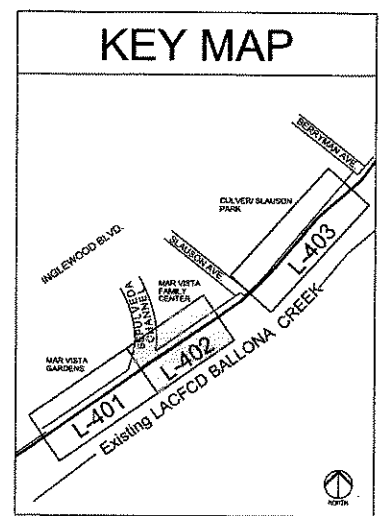 KEY MAP
BERRYMAN AVE.
CULVER/ SLAUSON
PARK
INGLEWOOD BLVD.
SLAUSON AVE.
L-403
SEPULVEDA
CHANNEL
MAR VISTA
FAMILY
CENTER
MAR VISTA
GARDENS
L-402
L-401
Existing LACFCD BALLONA CREEK
NORTH